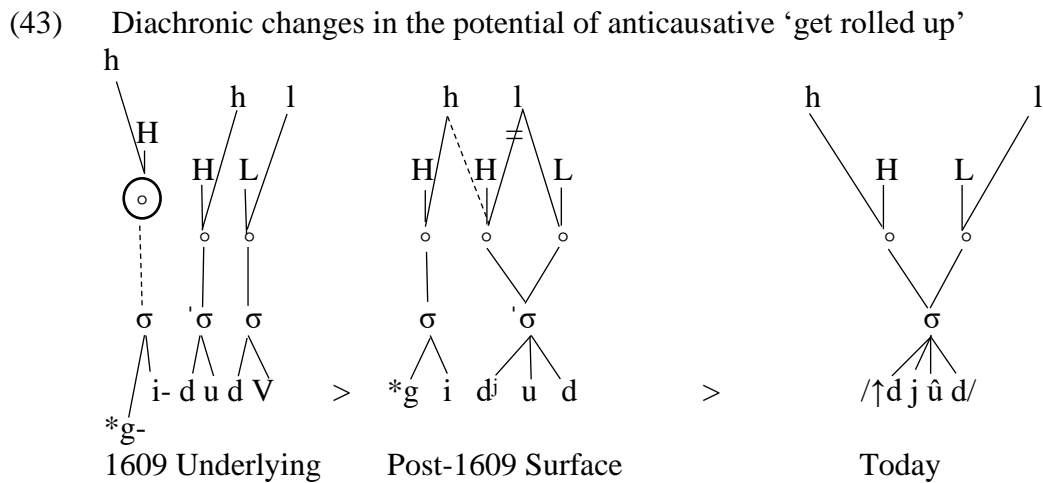 (43) Diachronic changes in the potential of anticausative ‘get rolled up’
h
h l h l h l
H
H L H H L H L
=
° ° ° ° ° ° ° °
σ ˈσ σ σ ˈσ σ
i- d u d V > *g i dʲ u d > /↑d j û d/
*g-
1609 Underlying Post-1609 Surface Today